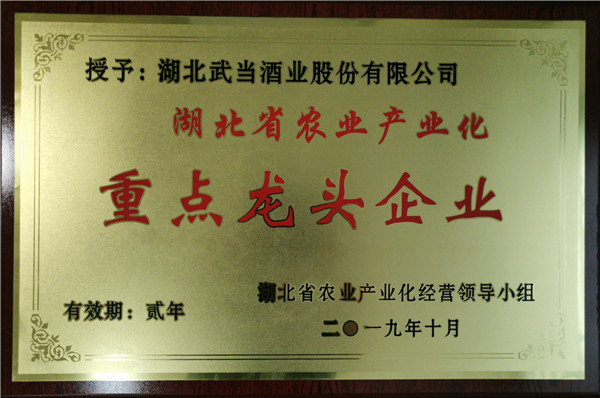 授予：湖北武当酒业股份有限公司
湖北省农业产业化
重点龙头企业
湖北省农业产业化经营领导小组
有效期：贰年
二〇一九年十月